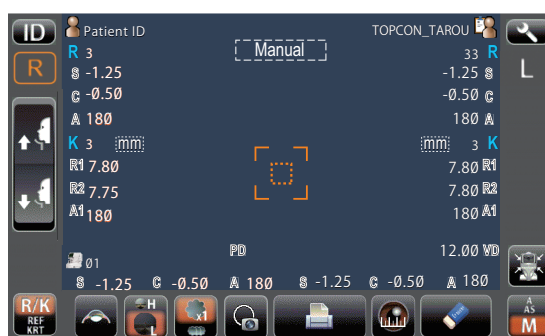 ID Patient ID TOPCON_TAROU
R R 3 Manual 33 R L
S -1.25 -1.25 S
C -0.50 -0.50 C
A 180 180 A
K 3 mm mm 3 K
R1 7.80 7.80 R1
R2 7.75 7.80 R2
A1 180 180 A1
01 PD 12.00 VD
S -1.25 C -0.50 A 180 S -1.25 C -0.50 A 180
R/K REF KRT H L x1 A AS M